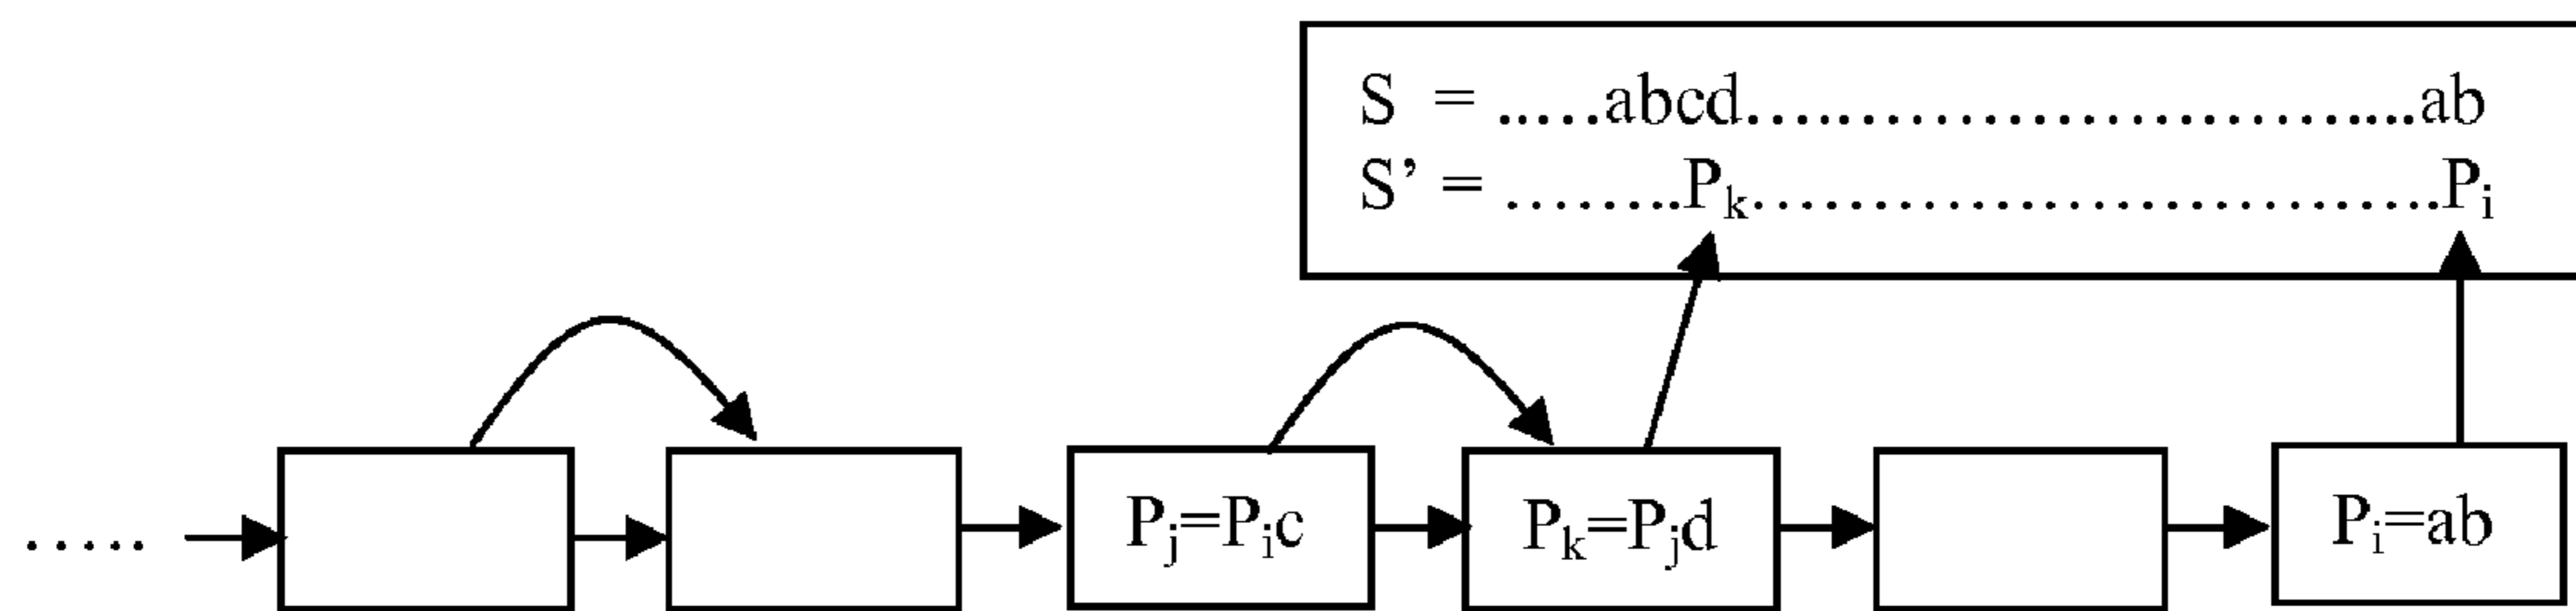 S = .....abcd................................ab
S’ = ........Pₖ.............................Pᵢ
..... Pⱼ=Pᵢc Pₖ=Pⱼd Pᵢ=ab